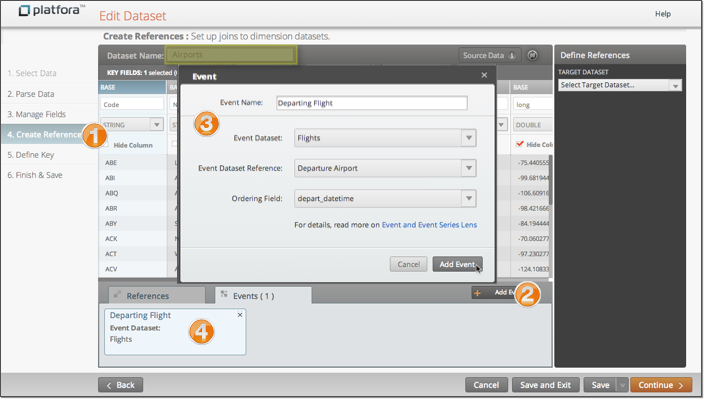 platfora
Edit Dataset
Help
Create References : Set up joins to dimension datasets.
1. Select Data
2. Parse Data
3. Manage Fields
4. Create Reference
5. Define Key
6. Finish & Save
1
Dataset Name: Airports
Source Data
Define References
KEY FIELDS: 1 selected
TARGET DATASET
Select Target Dataset...
BASE
BASE
Code
long
STRING
DOUBLE
Hide Column
Hide Col
ABE
-75.440555
ABI
-99.681944
ABQ
-106.60916
ABR
-98.421666
ABY
-84.194444
ACK
-70.060277
ACT
-97.230277
ACV
-124.10833
Event
Event Name: Departing Flight
3
Event Dataset: Flights
Event Dataset Reference: Departure Airport
Ordering Field: depart_datetime
For details, read more on Event and Event Series Lens
Cancel
Add Event
References
Events ( 1 )
+ Add Ev
2
Departing Flight
Event Dataset:
Flights
4
Back
Cancel
Save and Exit
Save
Continue